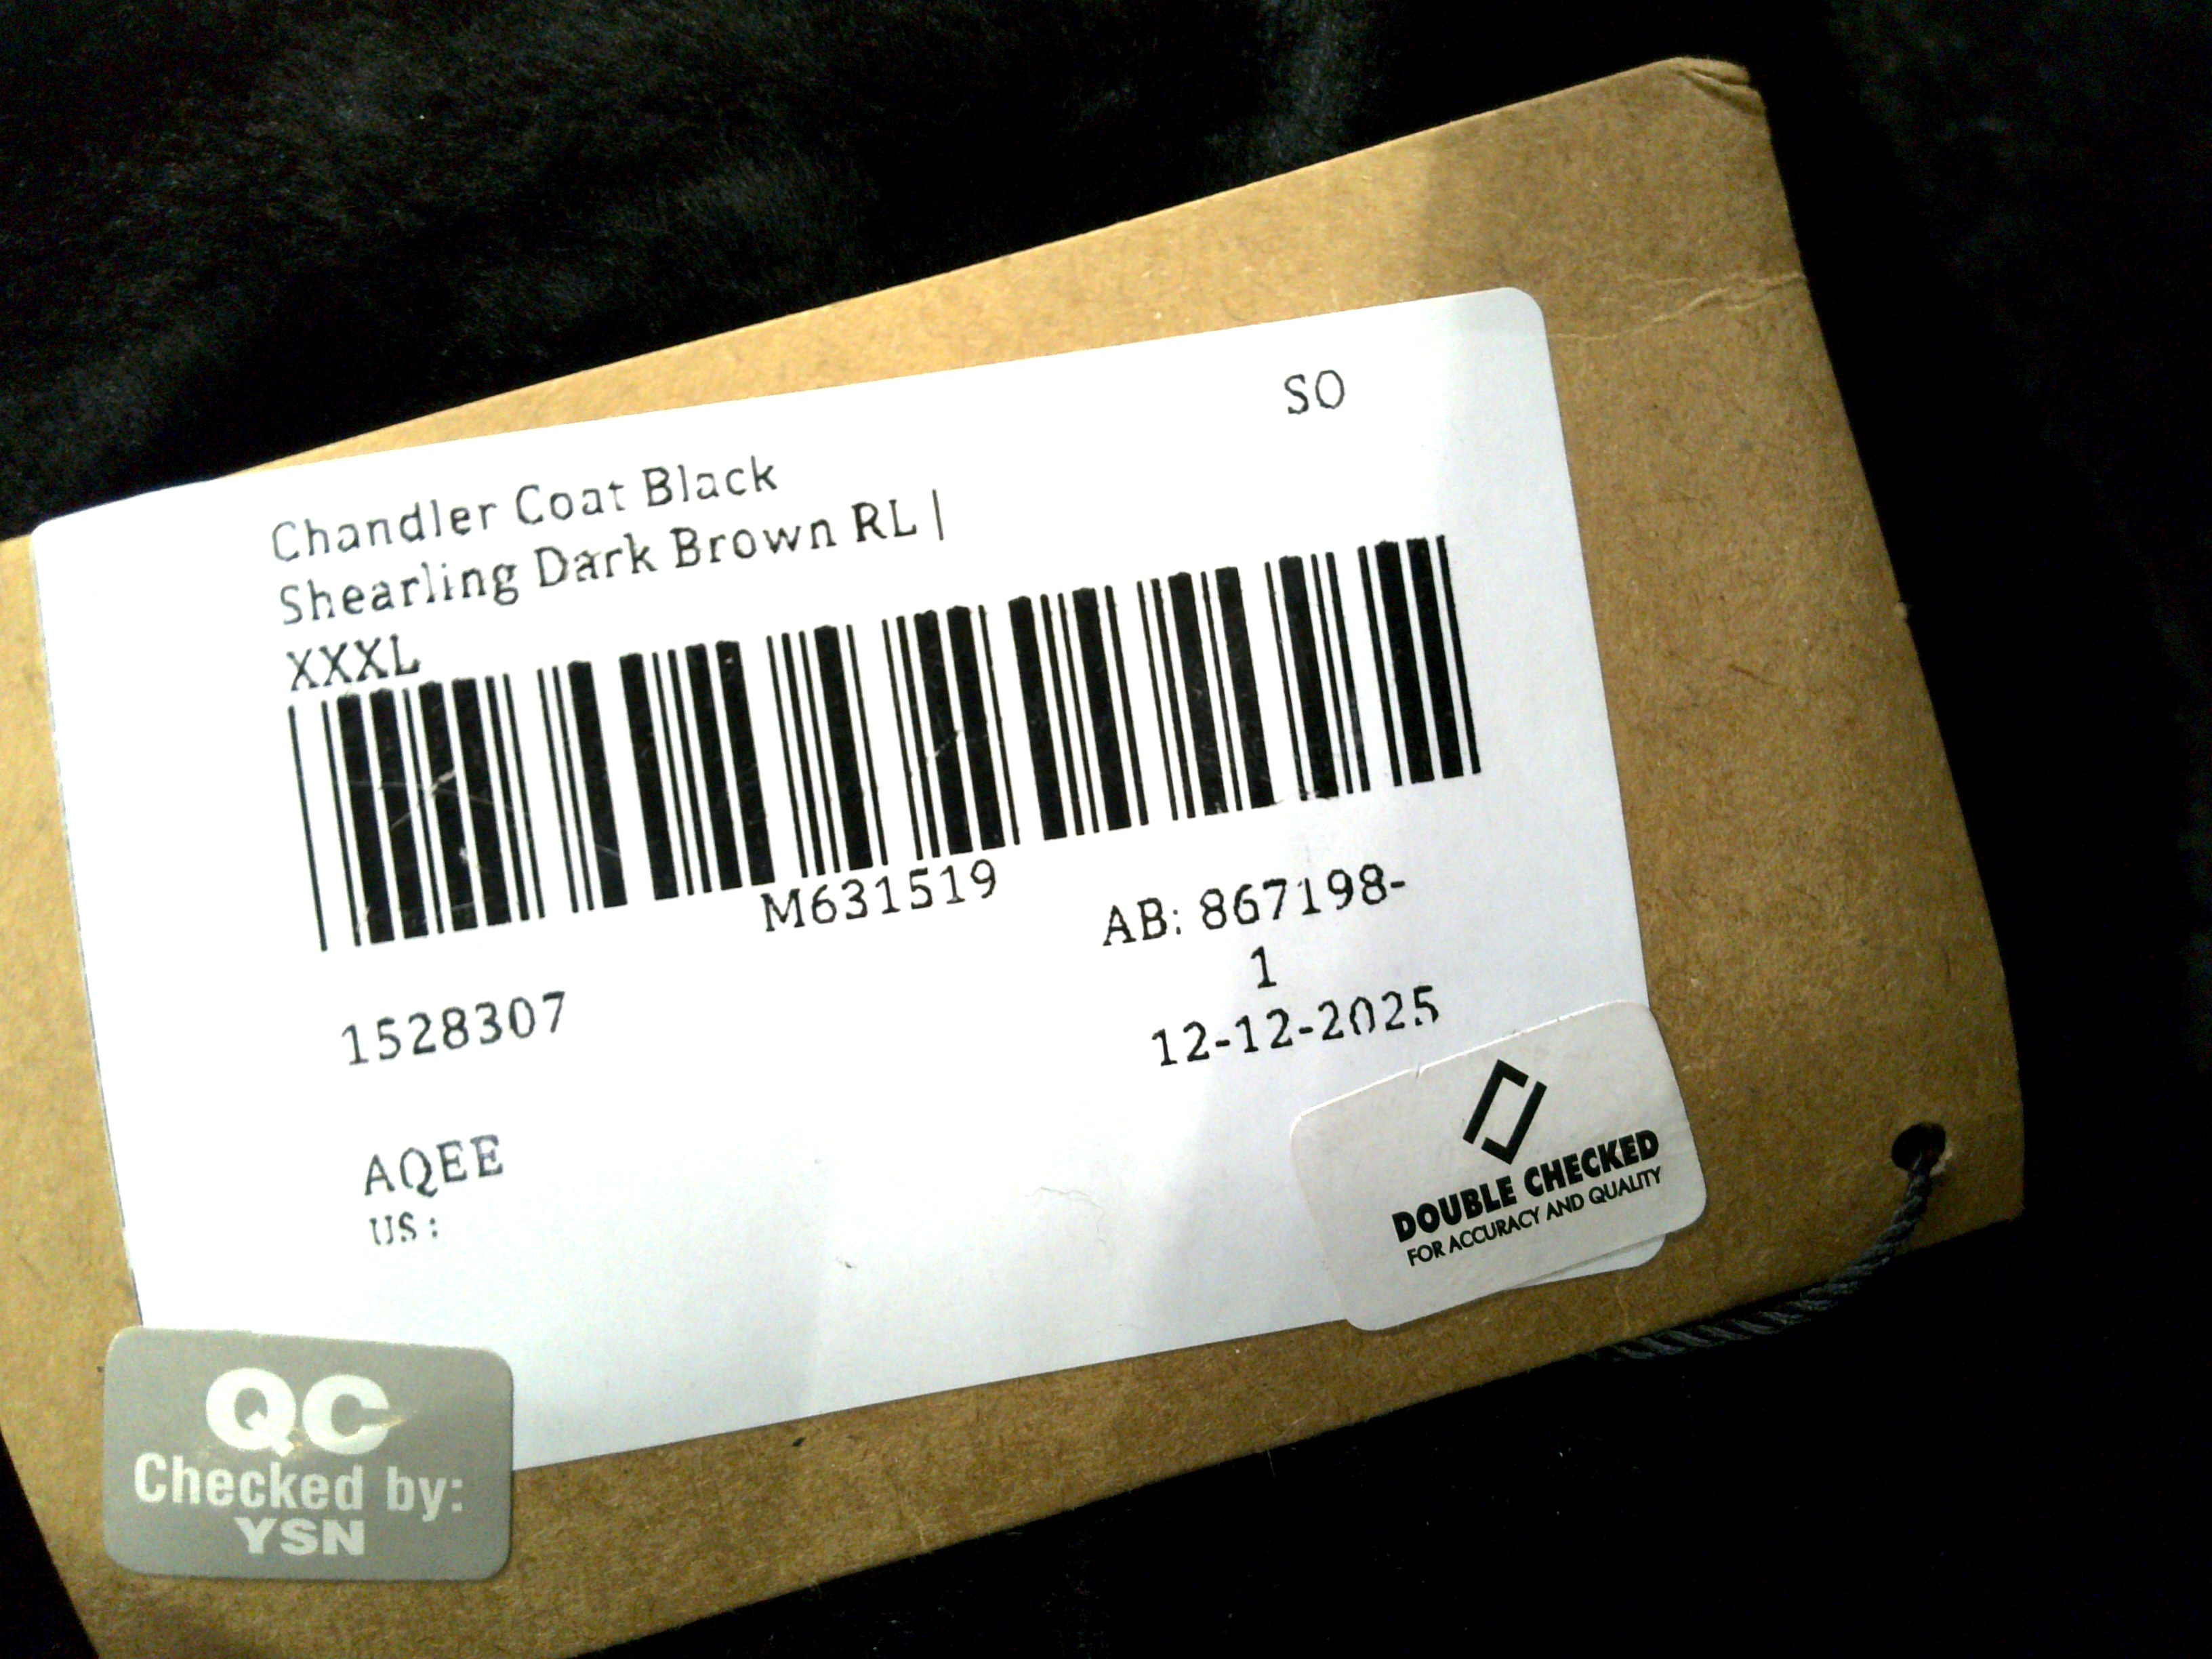 SO
Chandler Coat Black
Shearling Dark Brown RL |
XXXL
M631519
AB: 867198-
1
1528307
12-12-2025
AQEE
US:
DOUBLE CHECKED
FOR ACCURACY AND QUALITY
QC
Checked by:
YSN